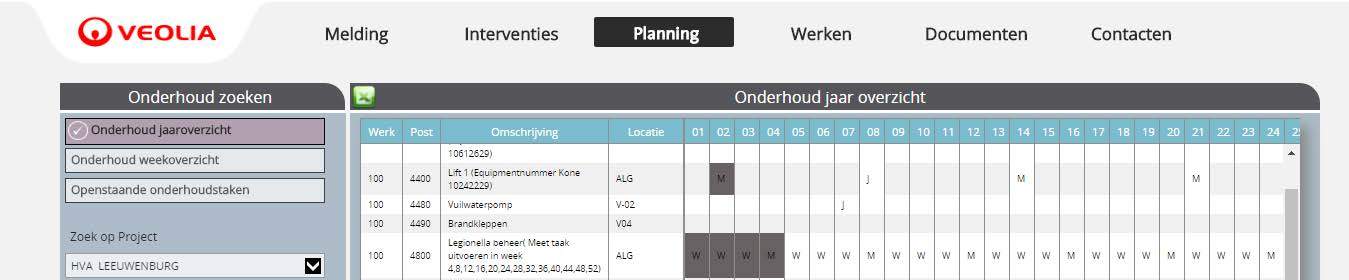 VEOLIA
Melding Interventies Planning Werken Documenten Contacten
Onderhoud zoeken
Onderhoud jaaroverzicht
Onderhoud weekoverzicht
Openstaande onderhoudstaken
Zoek op Project
HVA LEEUWENBURG
Onderhoud jaar overzicht
Werk Post Omschrijving Locatie 01 02 03 04 05 06 07 08 09 10 11 12 13 14 15 16 17 18 19 20 21 22 23 24
10612629)
100 4400 Lift 1 (Equipmentnummer Kone ALG M J M M
10242229)
100 4480 Vuilwaterpomp V-02 J
100 4490 Brandkleppen V04
100 4800 Legionella beheer( Meet taak ALG W W W M W W W M W W W M W W W M W W W M W W W M
uitvoeren in week
4,8,12,16,20,24,28,32,36,40,44,48,52)